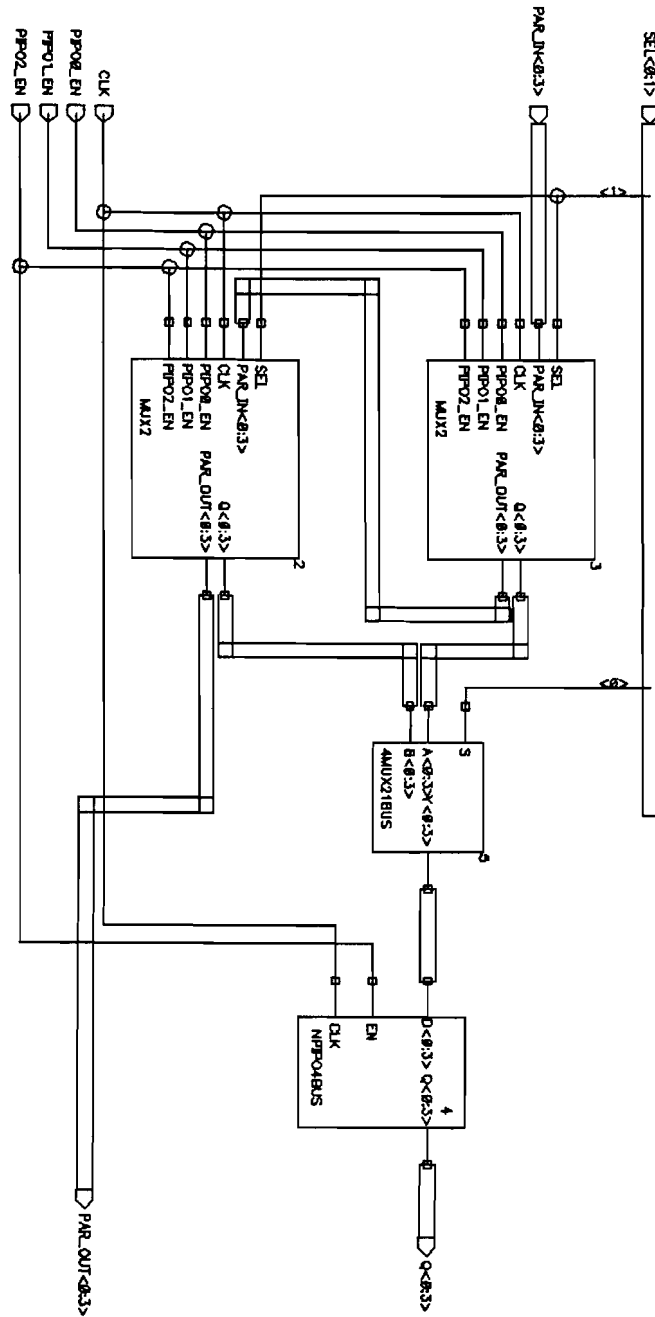 SEL<0:1>
PAR_IN<0:3>
CLK
PIPO0_EN
PIPO1_EN
PIPO2_EN
<1>
SEL
PAR_IN<0:3>
CLK
PIPO0_EN
PIPO1_EN
PIPO2_EN
MUX2
Q<0:3>
PAR_OUT<0:3>
3
SEL
PAR_IN<0:3>
CLK
PIPO0_EN
PIPO1_EN
PIPO2_EN
MUX2
Q<0:3>
PAR_OUT<0:3>
2
<0>
S
A<0:3>Y<0:3>
B<0:3>
4MUX21BUS
5
D<0:3> Q<0:3>
EN
CLK
NPIPO4BUS
4
Q<0:3>
PAR_OUT<0:3>